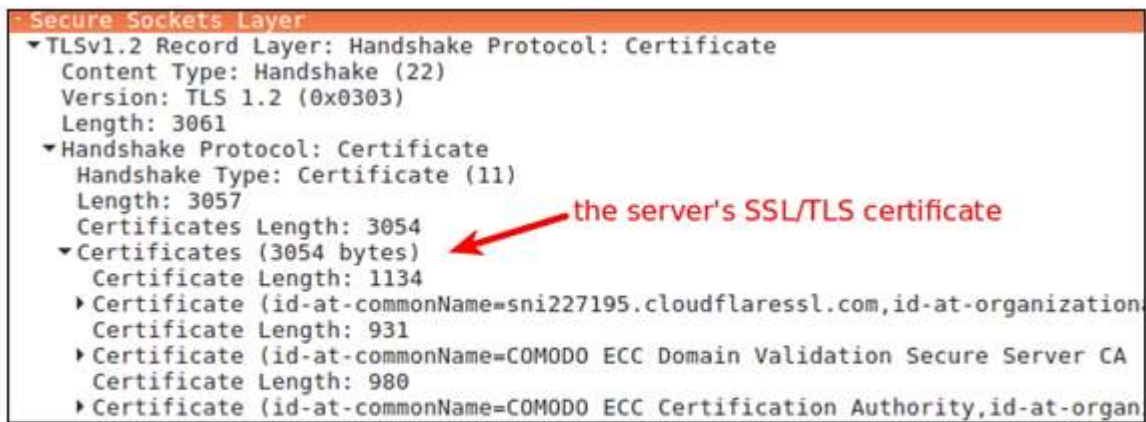 Secure Sockets Layer
TLSv1.2 Record Layer: Handshake Protocol: Certificate
Content Type: Handshake (22)
Version: TLS 1.2 (0x0303)
Length: 3061
Handshake Protocol: Certificate
Handshake Type: Certificate (11)
Length: 3057
the server's SSL/TLS certificate
Certificates Length: 3054
Certificates (3054 bytes)
Certificate Length: 1134
Certificate (id-at-commonName=sni227195.cloudflaressl.com,id-at-organization
Certificate Length: 931
Certificate (id-at-commonName=COMODO ECC Domain Validation Secure Server CA
Certificate Length: 980
Certificate (id-at-commonName=COMODO ECC Certification Authority,id-at-organ